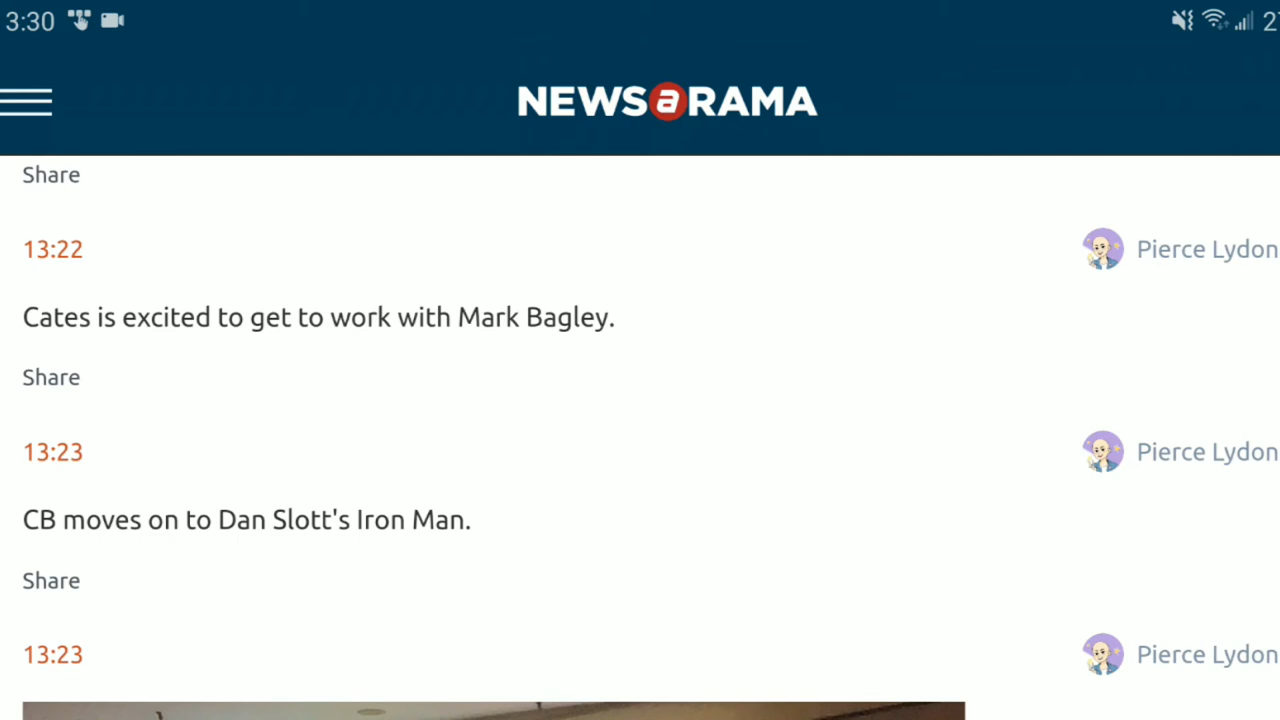 3:30
2
NEWSaRAMA
Share
13:22
Pierce Lydon
Cates is excited to get to work with Mark Bagley.
Share
13:23
Pierce Lydon
CB moves on to Dan Slott's Iron Man.
Share
13:23
Pierce Lydon